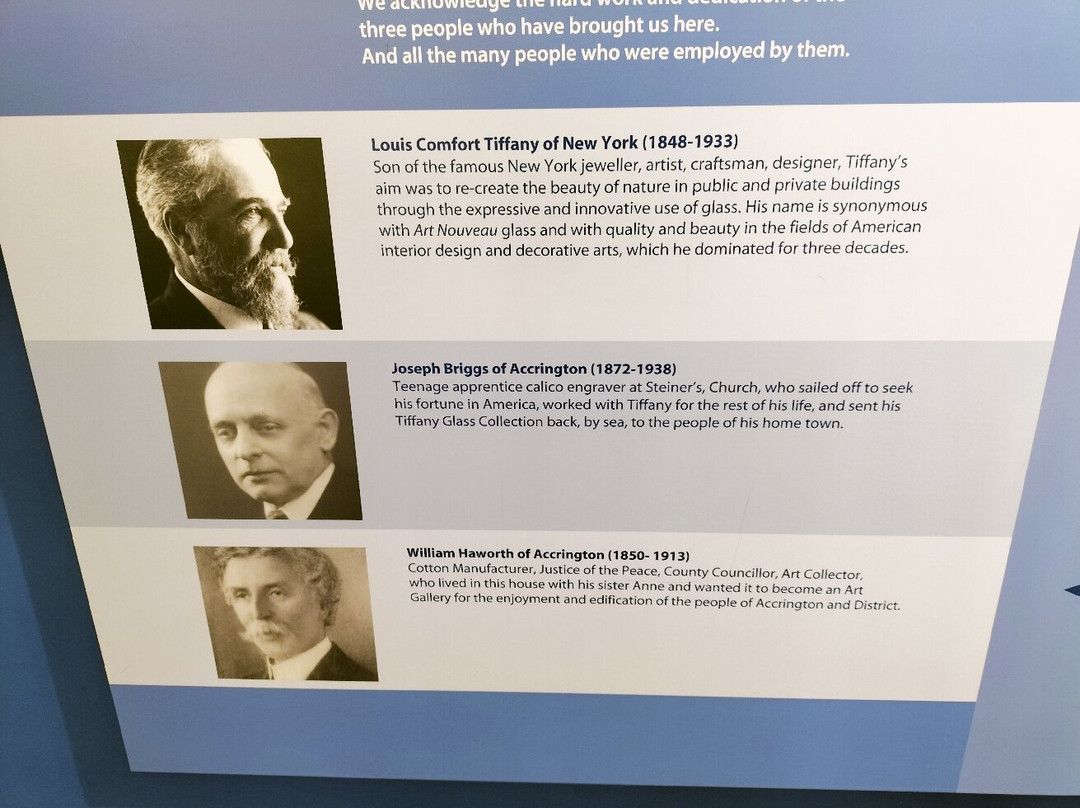 We acknowledge the hard work and dedication of the
three people who have brought us here.
And all the many people who were employed by them.
Louis Comfort Tiffany of New York (1848-1933)
Son of the famous New York jeweller, artist, craftsman, designer, Tiffany's
aim was to re-create the beauty of nature in public and private buildings
through the expressive and innovative use of glass. His name is synonymous
with Art Nouveau glass and with quality and beauty in the fields of American
interior design and decorative arts, which he dominated for three decades.
Joseph Briggs of Accrington (1872-1938)
Teenage apprentice calico engraver at Steiner's, Church, who sailed off to seek
his fortune in America, worked with Tiffany for the rest of his life, and sent his
Tiffany Glass Collection back, by sea, to the people of his home town.
William Haworth of Accrington (1850- 1913)
Cotton Manufacturer, Justice of the Peace, County Councillor, Art Collector,
who lived in this house with his sister Anne and wanted it to become an Art
Gallery for the enjoyment and edification of the people of Accrington and District.